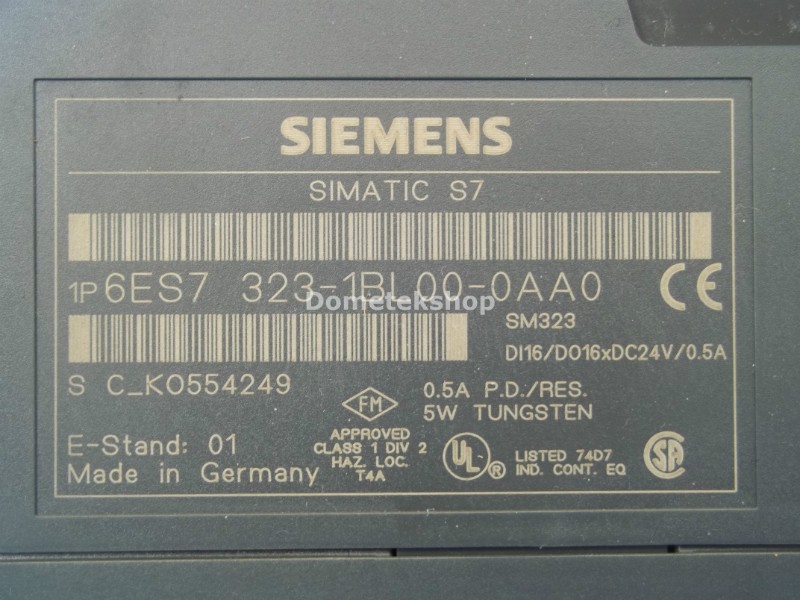 SIEMENS
SIMATIC S7
1P 6ES7 323-1BL00-0AA0
Dometekshop
CE
SM323
DI16/DO16xDC24V/0.5A
S C_K0554249
0.5A P.D./RES.
5W TUNGSTEN
FM
APPROVED
CLASS 1 DIV 2
HAZ. LOC.
T4A
E-Stand: 01
Made in Germany
UL ®
LISTED 74D7
IND. CONT. EQ
SA